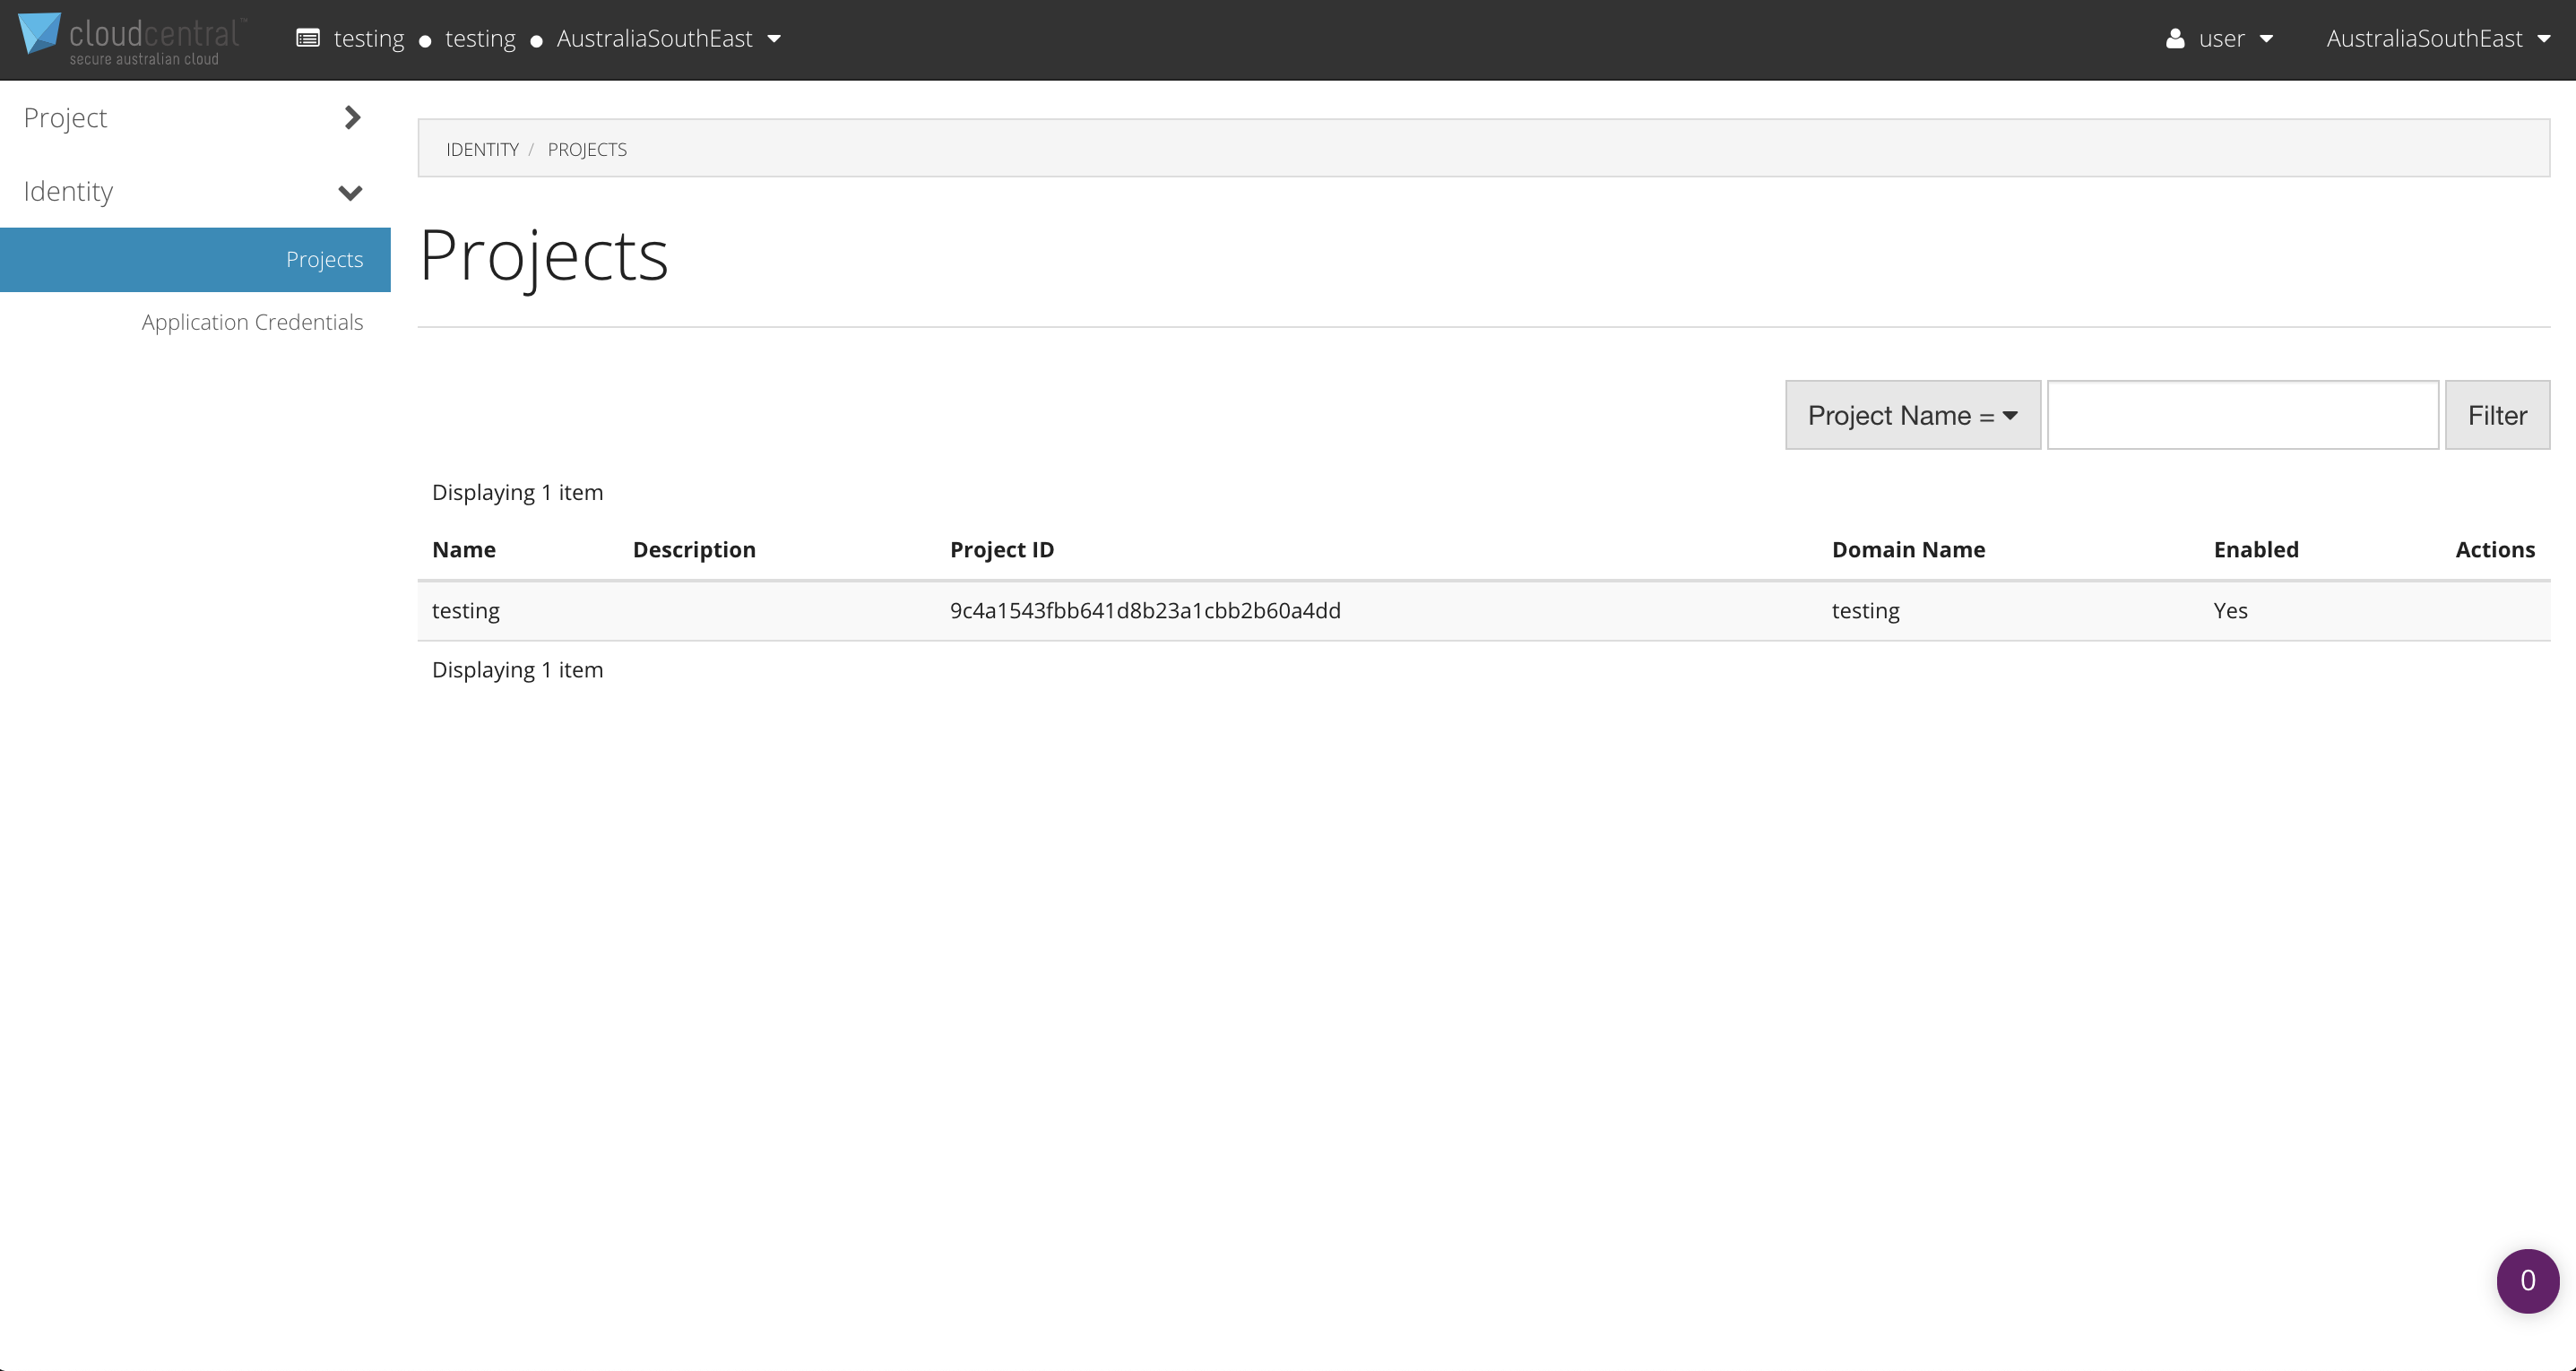 cloudcentral™
secure australian cloud
testing • testing • AustraliaSouthEast
user
AustraliaSouthEast
Project
Identity
Projects
Application Credentials
IDENTITY / PROJECTS
Projects
Project Name =
Filter
Displaying 1 item
Name Description Project ID Domain Name Enabled Actions
testing 9c4a1543fbb641d8b23a1cbb2b60a4dd testing Yes
Displaying 1 item
0